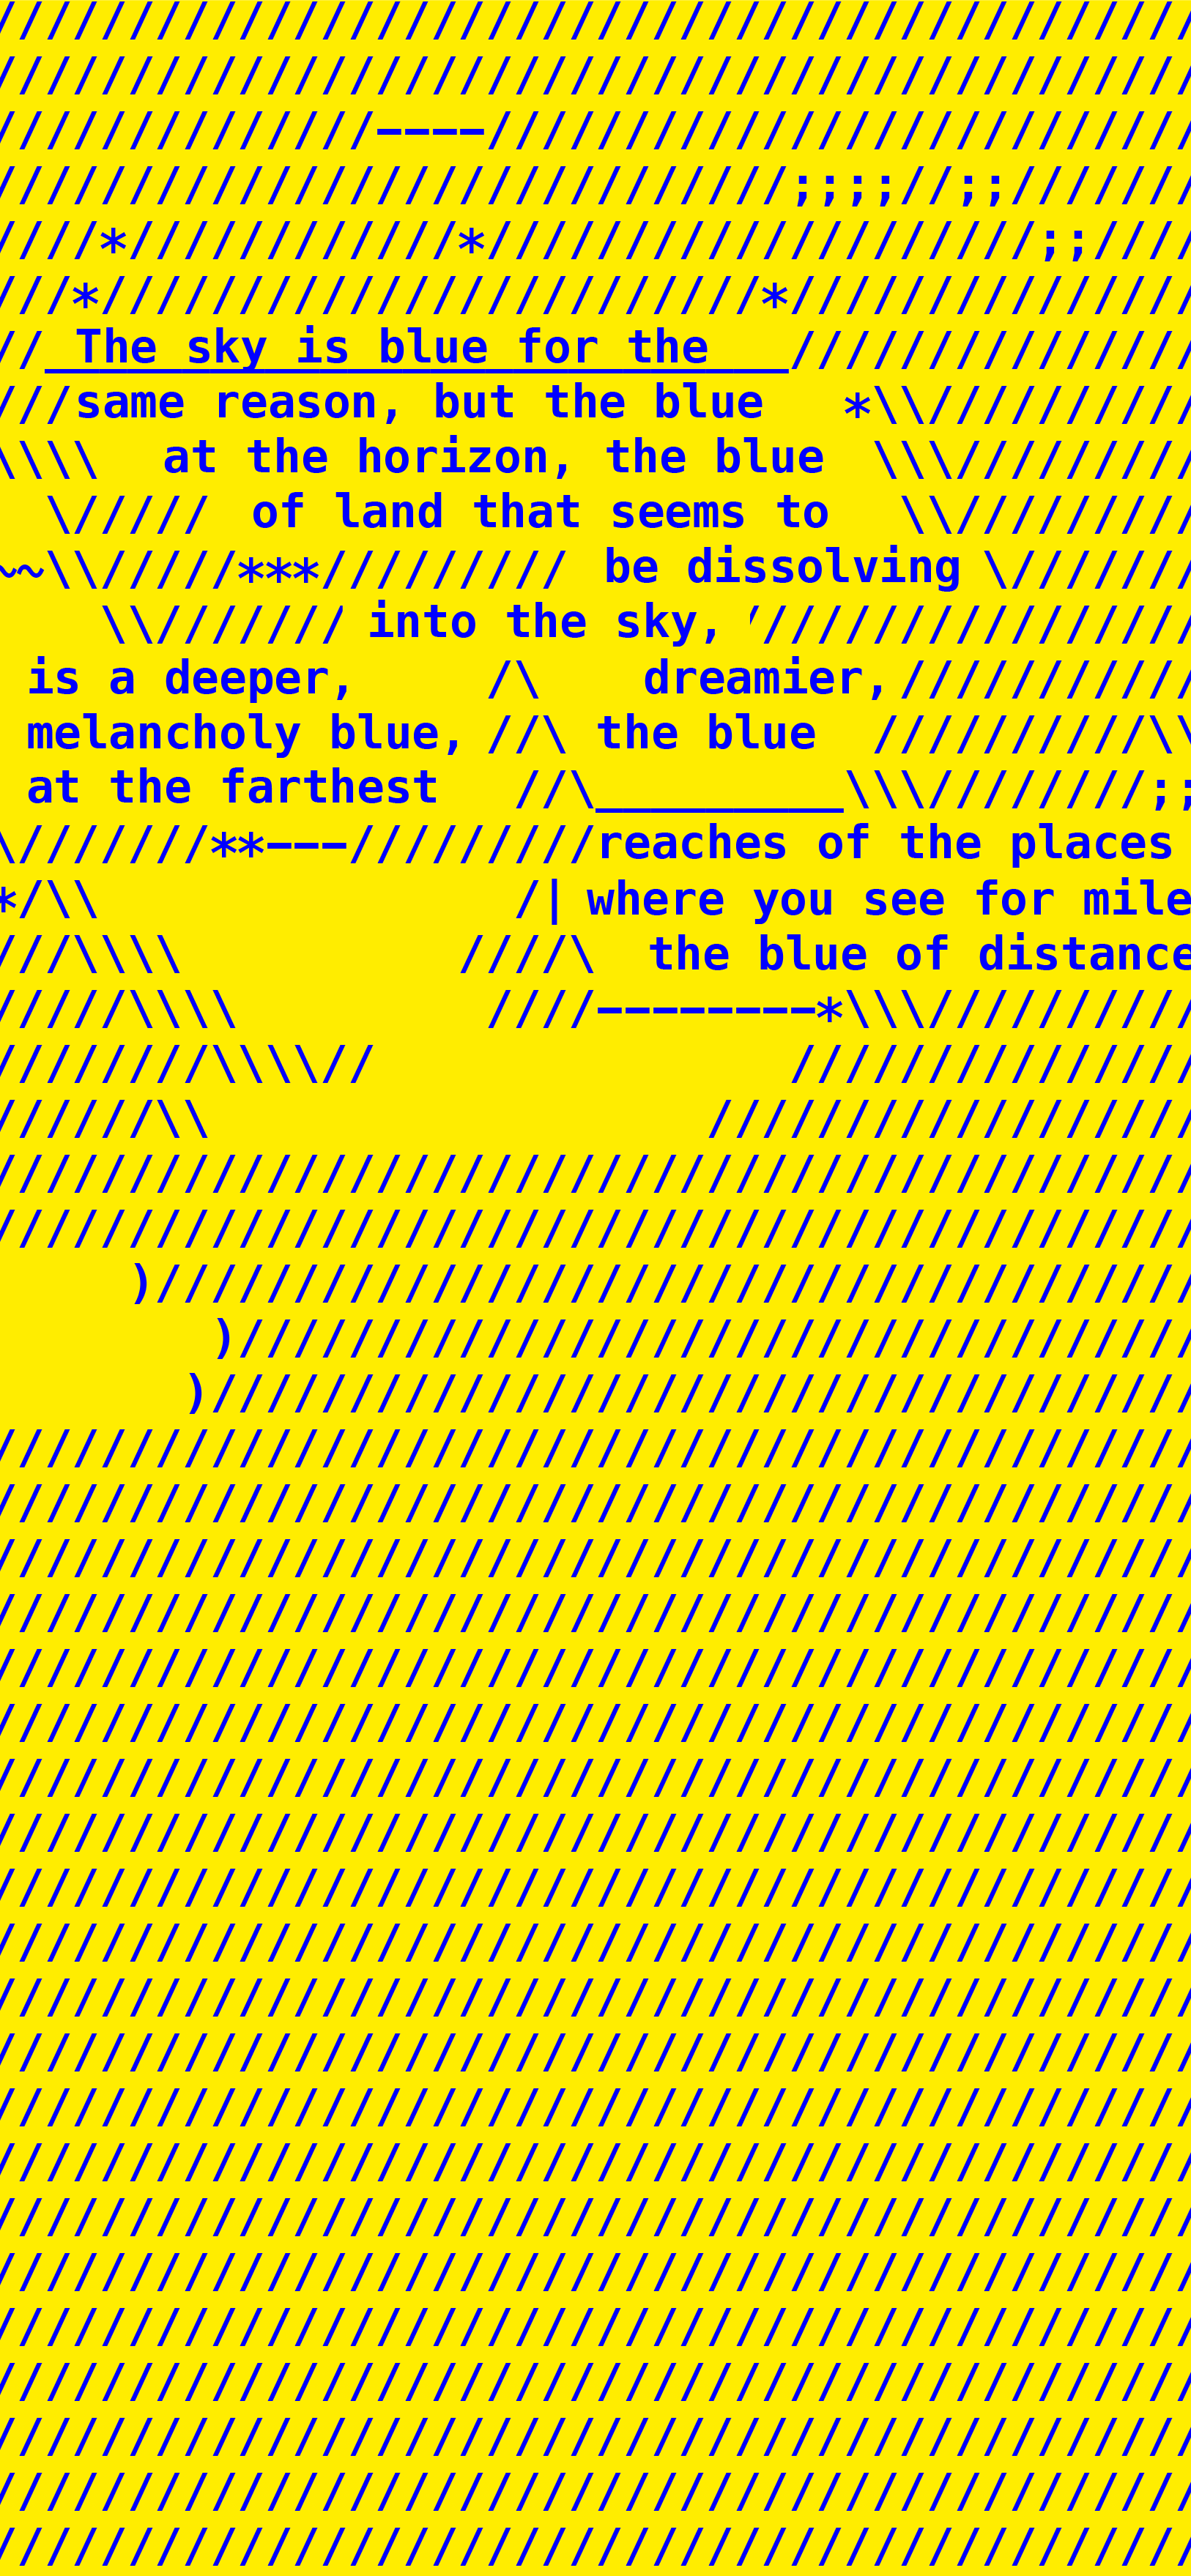 The sky is blue for the
same reason, but the blue
at the horizon, the blue
of land that seems to
be dissolving
into the sky,
is a deeper, dreamier,
melancholy blue, the blue
at the farthest
reaches of the places
where you see for mile
the blue of distance